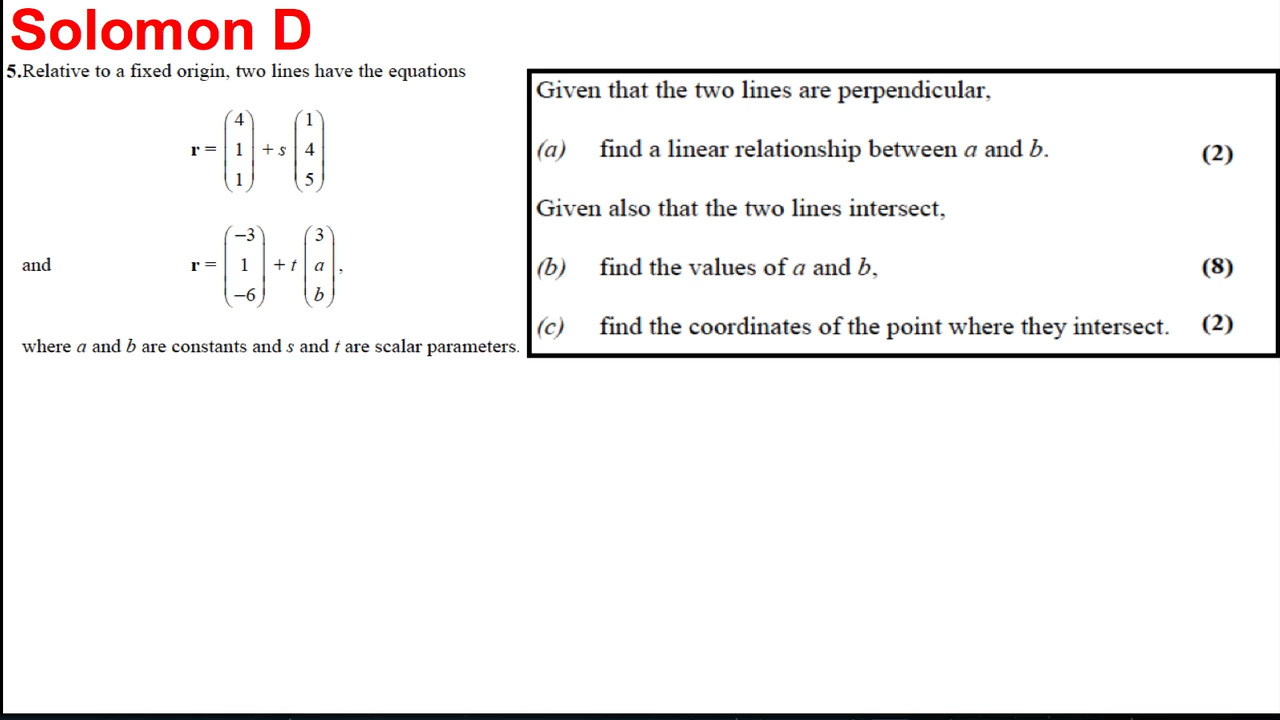 Solomon D
5.Relative to a fixed origin, two lines have the equations
r = (4 1 1) + s (1 4 5)
and r = (−3 1 −6) + t (3 a b),
where a and b are constants and s and t are scalar parameters.
Given that the two lines are perpendicular,
(a) find a linear relationship between a and b. (2)
Given also that the two lines intersect,
(b) find the values of a and b, (8)
(c) find the coordinates of the point where they intersect. (2)